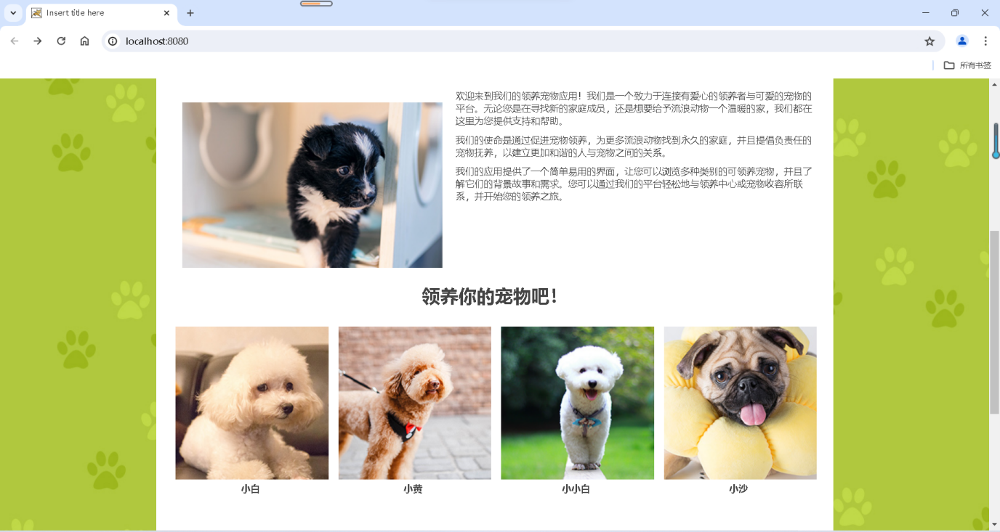 Insert title here
localhost:8080
所有书签
欢迎来到我们的领养宠物应用！我们是一个致力于连接有爱心的领养者与可爱的宠物的
平台。无论您是在寻找新的家庭成员，还是想要给予流浪动物一个温暖的家，我们都在
这里为您提供支持和帮助。
我们的使命是通过促进宠物领养，为更多流浪动物找到永久的家庭，并且提倡负责任的
宠物抚养，以建立更加和谐的人与宠物之间的关系。
我们的应用提供了一个简单易用的界面，让您可以浏览多种类别的可领养宠物，并且了
解它们的背景故事和需求。您可以通过我们的平台轻松地与领养中心或宠物收容所联
系，并开始您的领养之旅。
领养你的宠物吧！
小白
小黄
小小白
小沙